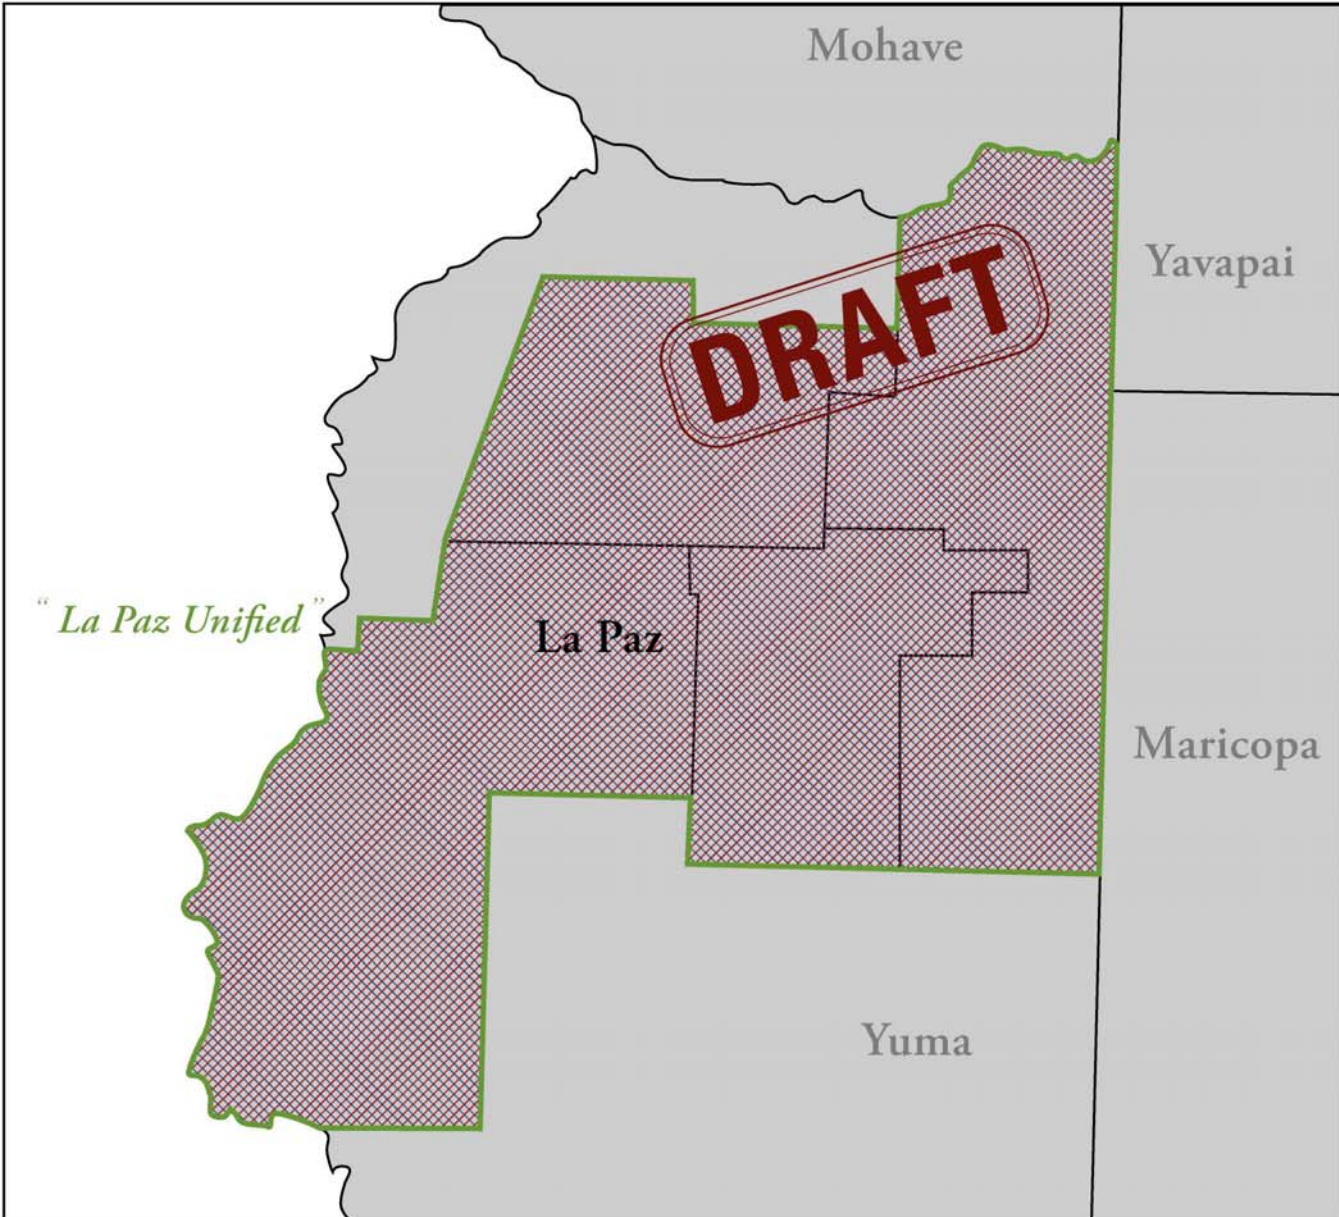 Mohave
Yavapai
DRAFT
" La Paz Unified "
La Paz
Maricopa
Yuma